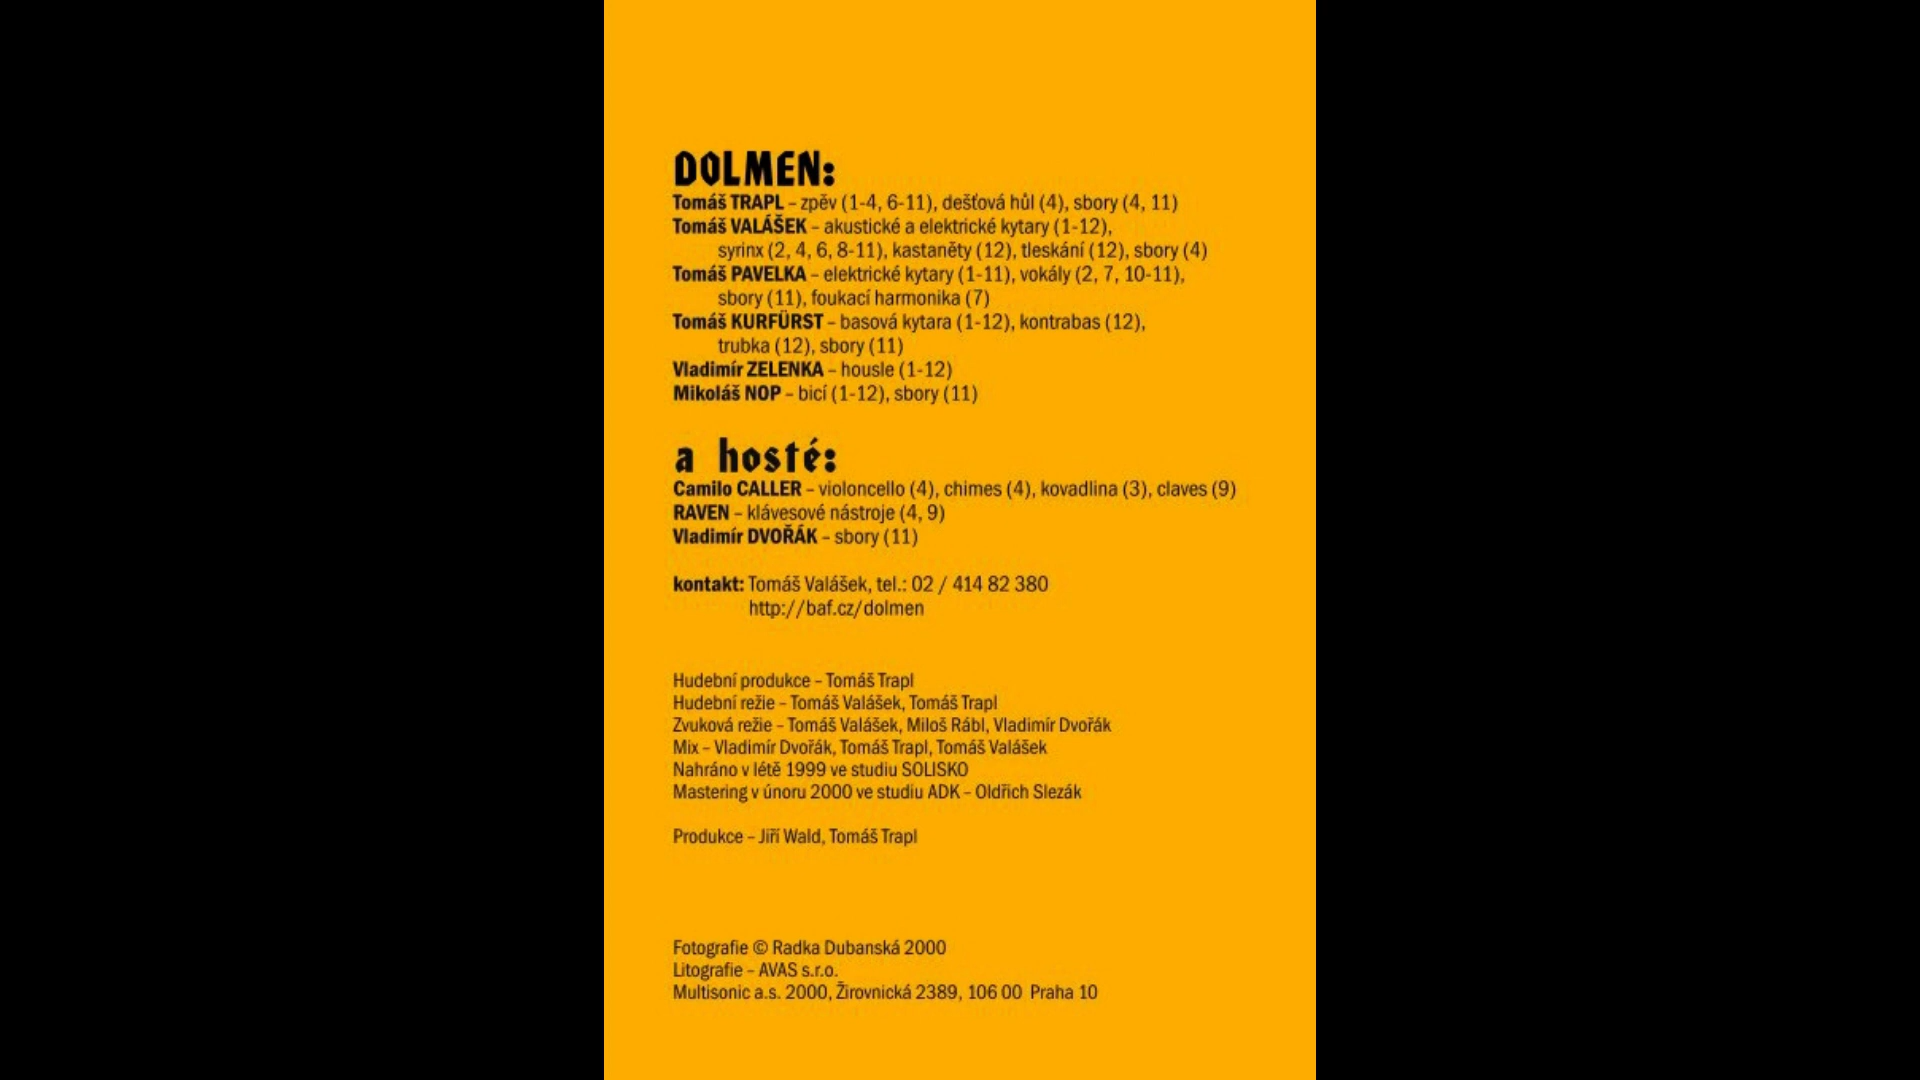 DOLMEN:
Tomáš TRAPL – zpěv (1-4, 6-11), dešťová hůl (4), sbory (4, 11)
Tomáš VALÁŠEK – akustické a elektrické kytary (1-12),
syrinx (2, 4, 6, 8-11), kastaněty (12), tleskání (12), sbory (4)
Tomáš PAVELKA – elektrické kytary (1-11), vokály (2, 7, 10-11),
sbory (11), foukací harmonika (7)
Tomáš KURFÜRST – basová kytara (1-12), kontrabas (12),
trubka (12), sbory (11)
Vladimír ZELENKA – housle (1-12)
Mikoláš NOP – bicí (1-12), sbory (11)
a hosté:
Camilo CALLER – violoncello (4), chimes (4), kovadlina (3), claves (9)
RAVEN – klávesové nástroje (4, 9)
Vladimír DVOŘÁK – sbory (11)
kontakt: Tomáš Valášek, tel.: 02 / 414 82 380
http://baf.cz/dolmen
Hudební produkce – Tomáš Trapl
Hudební režie – Tomáš Valášek, Tomáš Trapl
Zvuková režie – Tomáš Valášek, Miloš Rábl, Vladimír Dvořák
Mix – Vladimír Dvořák, Tomáš Trapl, Tomáš Valášek
Nahráno v létě 1999 ve studiu SOLISKO
Mastering v únoru 2000 ve studiu ADK – Oldřich Slezák
Produkce – Jiří Wald, Tomáš Trapl
Fotografie © Radka Dubanská 2000
Litografie – AVAS s.r.o.
Multisonic a.s. 2000, Žirovnická 2389, 106 00 Praha 10